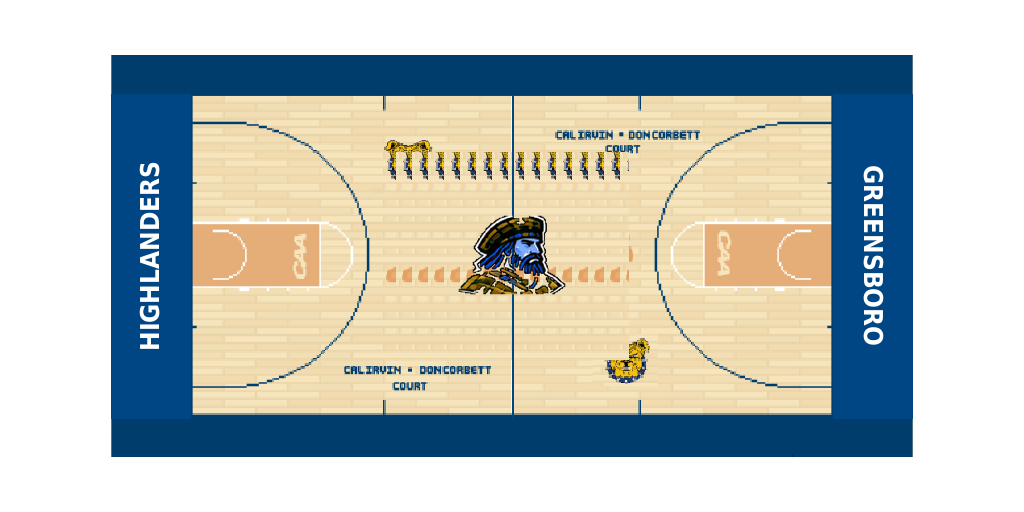 CAL IRVIN • DON CORBETT
COURT
HIGHLANDERS
GREENSBORO
CAA
CAA
CAL IRVIN • DON CORBETT
COURT